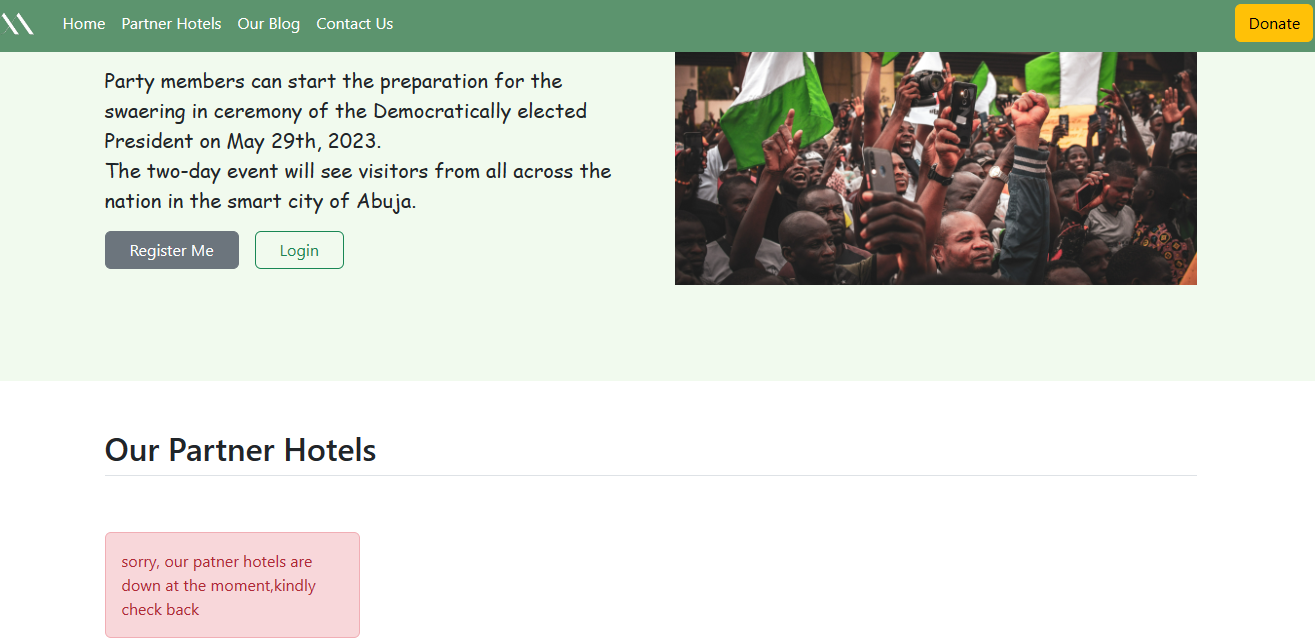 Home Partner Hotels Our Blog Contact Us Donate
Party members can start the preparation for the
swaering in ceremony of the Democratically elected
President on May 29th, 2023.
The two-day event will see visitors from all across the
nation in the smart city of Abuja.
Register Me Login
Our Partner Hotels
sorry, our patner hotels are
down at the moment,kindly
check back